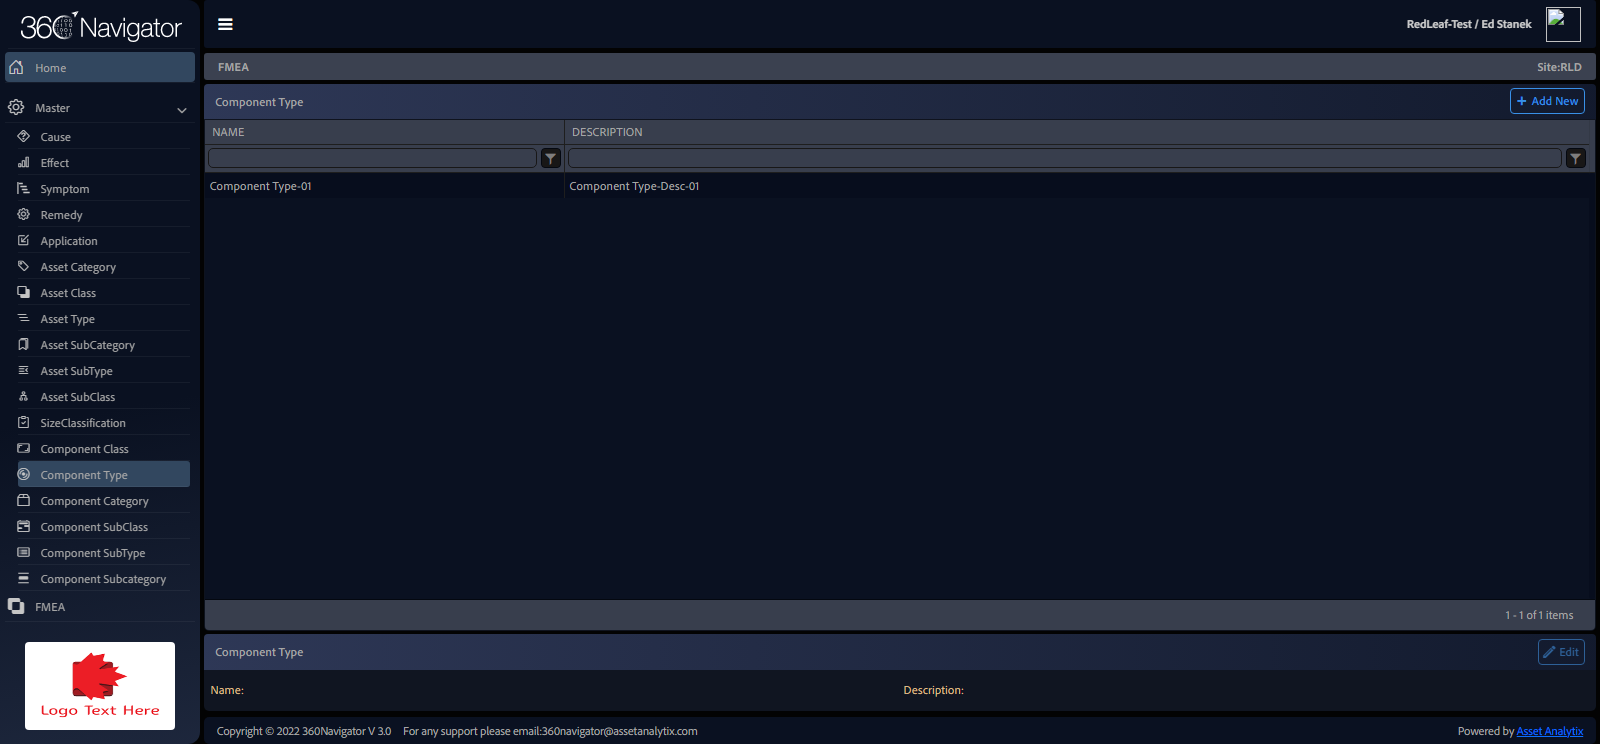 360 Navigator
RedLeaf-Test / Ed Stanek
Home
FMEA
Site:RLD
Master
Component Type
+ Add New
NAME
DESCRIPTION
Component Type-01
Component Type-Desc-01
Cause
Effect
Symptom
Remedy
Application
Asset Category
Asset Class
Asset Type
Asset SubCategory
Asset SubType
Asset SubClass
SizeClassification
Component Class
Component Type
Component Category
Component SubClass
Component SubType
Component Subcategory
FMEA
Logo Text Here
1 - 1 of 1 items
Component Type
Edit
Name:
Description:
Copyright © 2022 360Navigator V 3.0
For any support please email:360navigator@assetanalytix.com
Powered by Asset Analytix